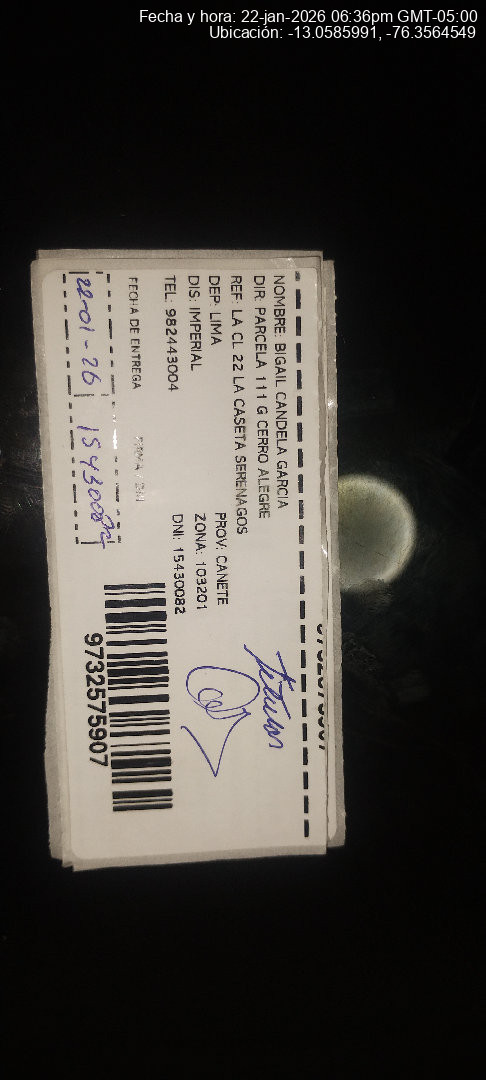 Fecha y hora: 22-jan-2026 06:36pm GMT-05:00
Ubicación: -13.0585991, -76.3564549
NOMBRE: BIGAIL CANDELA GARCIA
DIR: PARCELA 111 G CERRO ALEGRE
REF: LA CL 22 LA CASETA SERENAGOS
DEP: LIMA PROV: CANETE
DIS: IMPERIAL ZONA: 103201
TEL: 982443004 DNI: 15430082
FECHA DE ENTREGA
22-01-26 15430082
9732575907
Titular